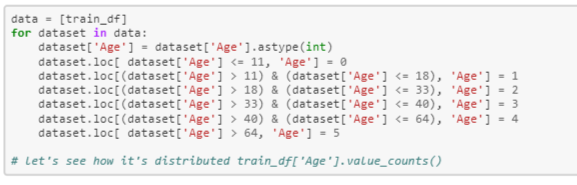 data = [train_df]
for dataset in data:
    dataset['Age'] = dataset['Age'].astype(int)
    dataset.loc[ dataset['Age'] <= 11, 'Age'] = 0
    dataset.loc[(dataset['Age'] > 11) & (dataset['Age'] <= 18), 'Age'] = 1
    dataset.loc[(dataset['Age'] > 18) & (dataset['Age'] <= 33), 'Age'] = 2
    dataset.loc[(dataset['Age'] > 33) & (dataset['Age'] <= 40), 'Age'] = 3
    dataset.loc[(dataset['Age'] > 40) & (dataset['Age'] <= 64), 'Age'] = 4
    dataset.loc[ dataset['Age'] > 64, 'Age'] = 5
# let's see how it's distributed train_df['Age'].value_counts()